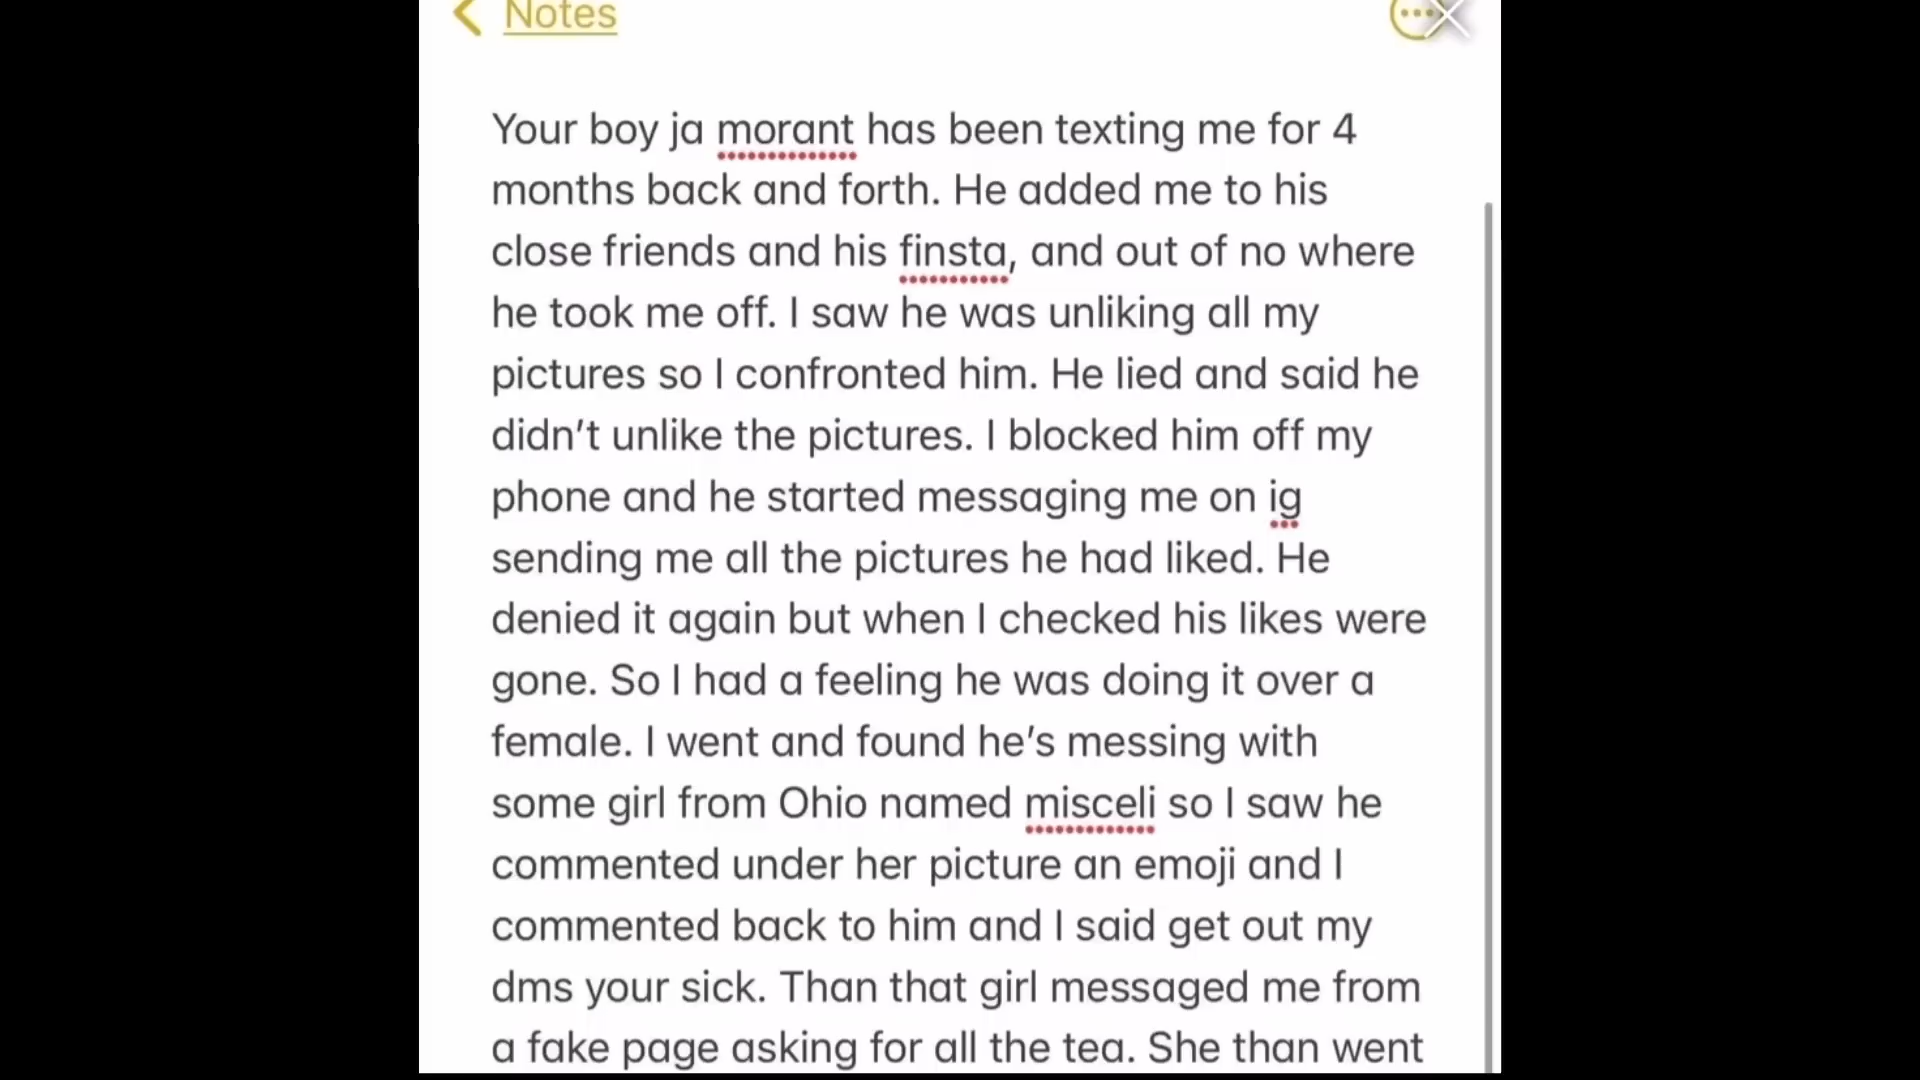 Notes
Your boy ja morant has been texting me for 4
months back and forth. He added me to his
close friends and his finsta, and out of no where
he took me off. I saw he was unliking all my
pictures so I confronted him. He lied and said he
didn’t unlike the pictures. I blocked him off my
phone and he started messaging me on ig
sending me all the pictures he had liked. He
denied it again but when I checked his likes were
gone. So I had a feeling he was doing it over a
female. I went and found he’s messing with
some girl from Ohio named misceli so I saw he
commented under her picture an emoji and I
commented back to him and I said get out my
dms your sick. Than that girl messaged me from
a fake page asking for all the tea. She than went